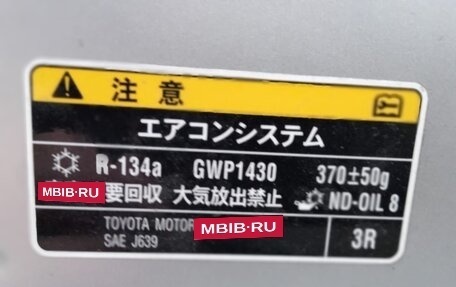 注意
エアコンシステム
R-134a GWP1430 370±50g
MBIB.RU 要回収 大気放出禁止 ND-OIL 8
TOYOTA MOTOR MBIB.RU
SAE J639 3R